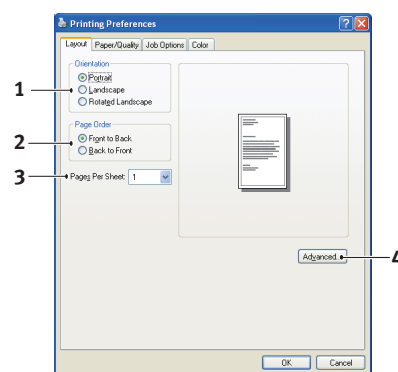 Printing Preferences
Layout Paper/Quality Job Options Color
Orientation
1
Portrait
Landscape
Rotated Landscape
Page Order
2
Front to Back
Back to Front
3
Pages Per Sheet: 1
Advanced...
4
OK Cancel